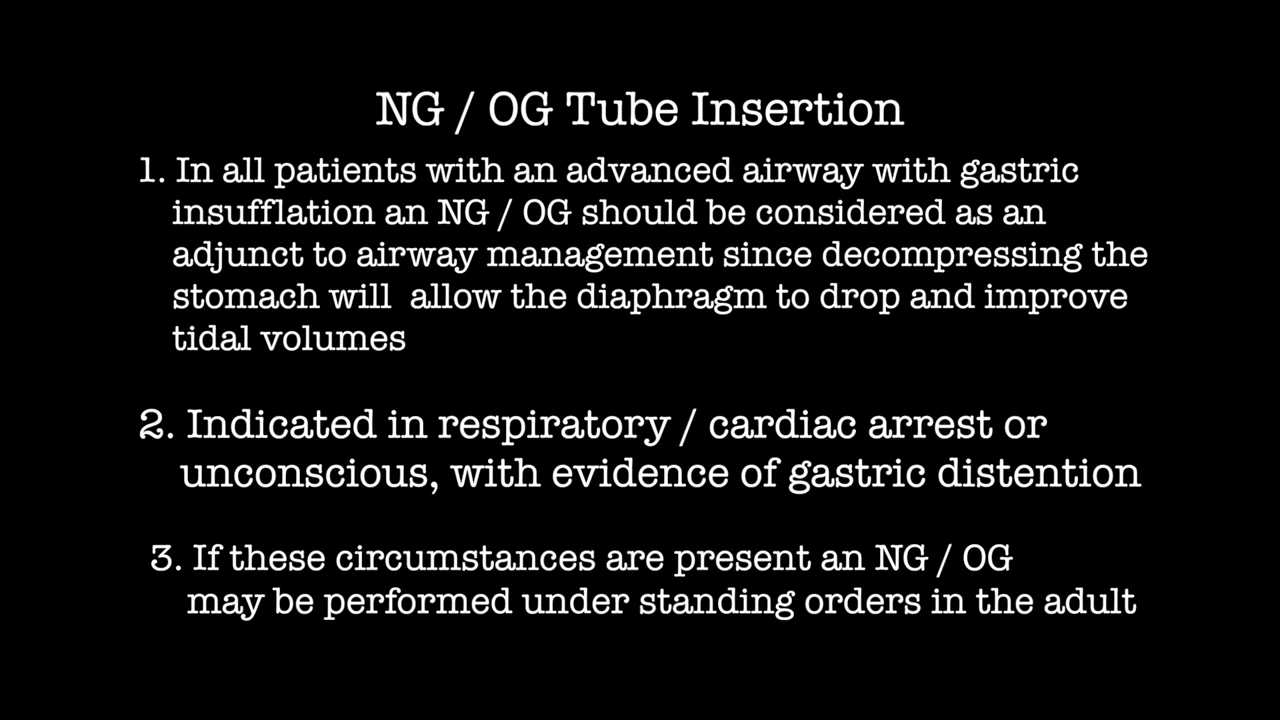 NG / OG Tube Insertion
1. In all patients with an advanced airway with gastric
insufflation an NG / OG should be considered as an
adjunct to airway management since decompressing the
stomach will  allow the diaphragm to drop and improve
tidal volumes
2. Indicated in respiratory / cardiac arrest or
unconscious, with evidence of gastric distention
3. If these circumstances are present an NG / OG
may be performed under standing orders in the adult